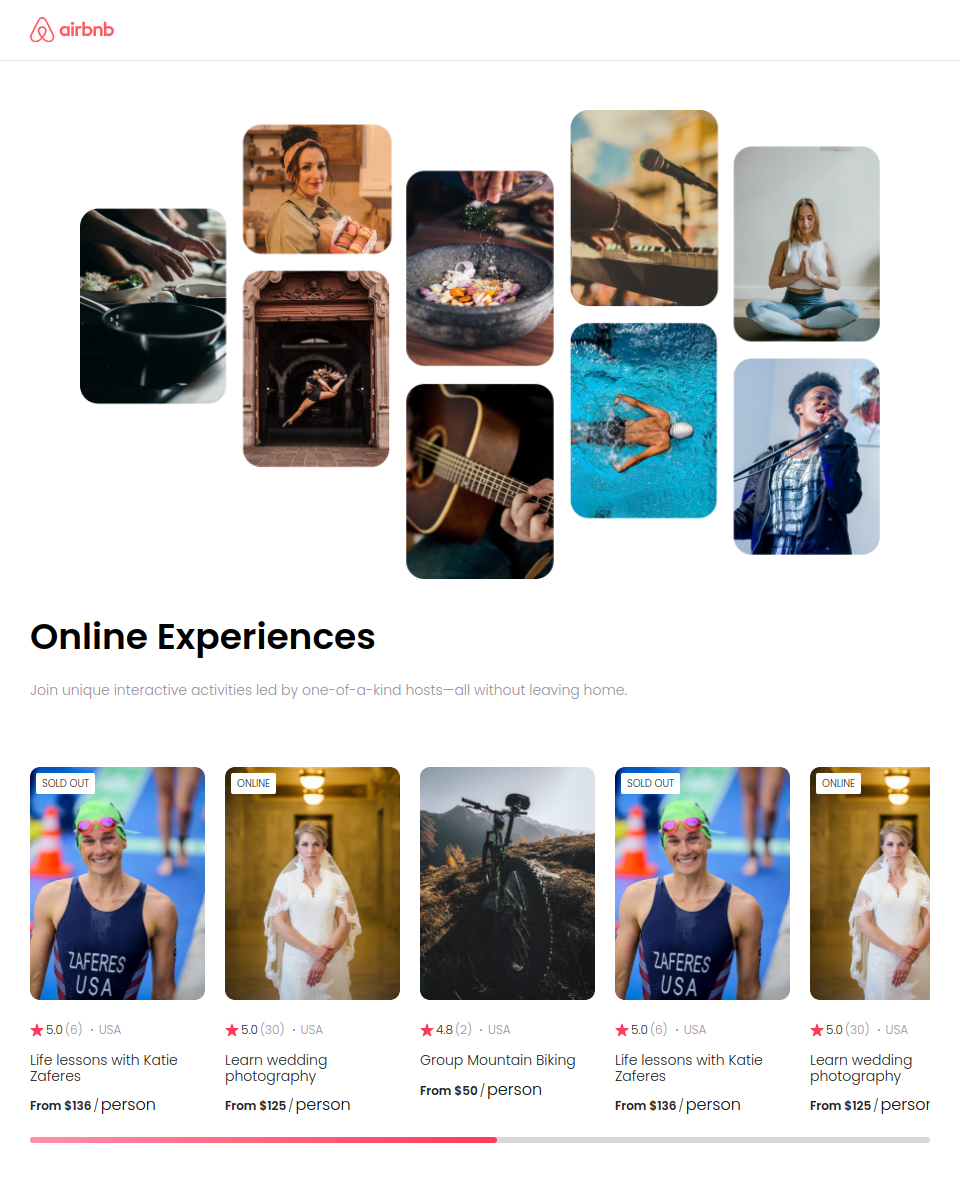 airbnb
Online Experiences
Join unique interactive activities led by one-of-a-kind hosts—all without leaving home.
SOLD OUT
ZAFERES
USA
5.0 (6) · USA
Life lessons with Katie
Zaferes
From $136 / person
ONLINE
5.0 (30) · USA
Learn wedding
photography
From $125 / person
4.8 (2) · USA
Group Mountain Biking
From $50 / person
SOLD OUT
ZAFERES
USA
5.0 (6) · USA
Life lessons with Katie
Zaferes
From $136 / person
ONLINE
5.0 (30) · USA
Learn wedding
photography
From $125 / person